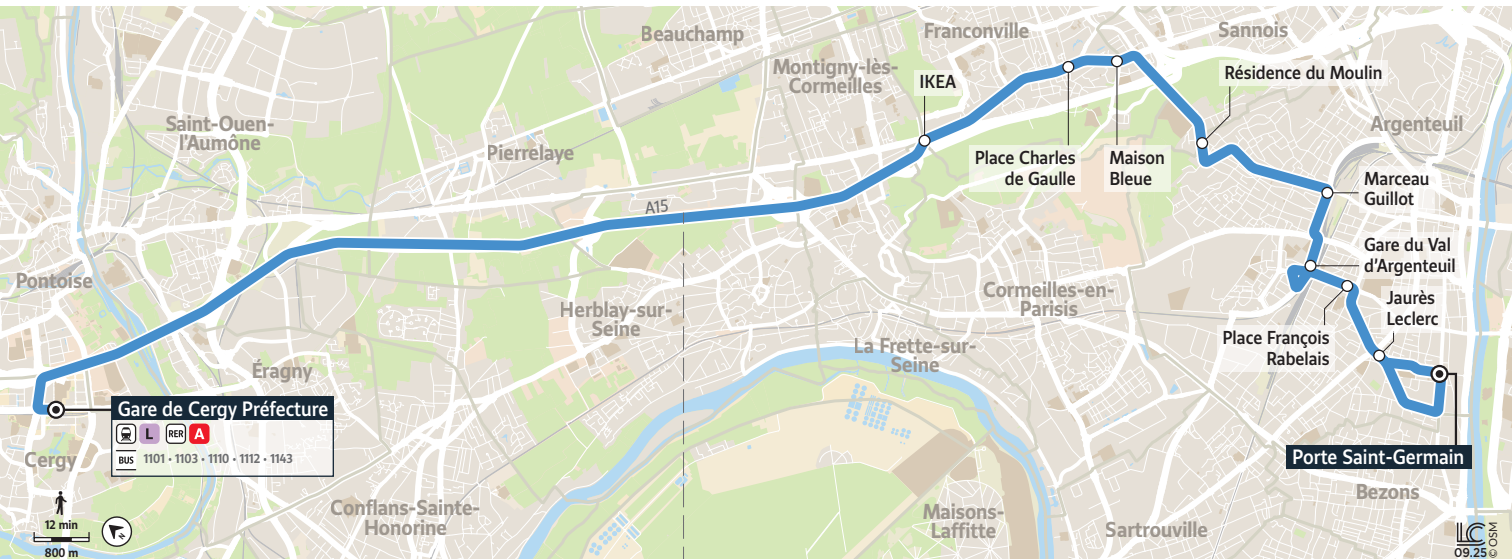 Beauchamp
Franconville
Sannois
Montigny-lès-
Cormeilles
IKEA
Résidence du Moulin
Saint-Ouen-
l'Aumône
Argenteuil
Pierrelaye
Place Charles
de Gaulle
Maison
Bleue
Marceau
Guillot
A15
Gare du Val
d'Argenteuil
Pontoise
Cormeilles-en-
Parisis
Herblay-sur-
Seine
Jaurès
Leclerc
Place François
Rabelais
La Frette-sur-
Seine
Éragny
Gare de Cergy Préfecture
L RER A
BUS 1101 • 1103 • 1110 • 1112 • 1143
Cergy
Porte Saint-Germain
Bezons
Conflans-Sainte-
Honorine
Maisons-
Laffitte
Sartrouville
12 min
800 m
N
LC
OSM
09.25